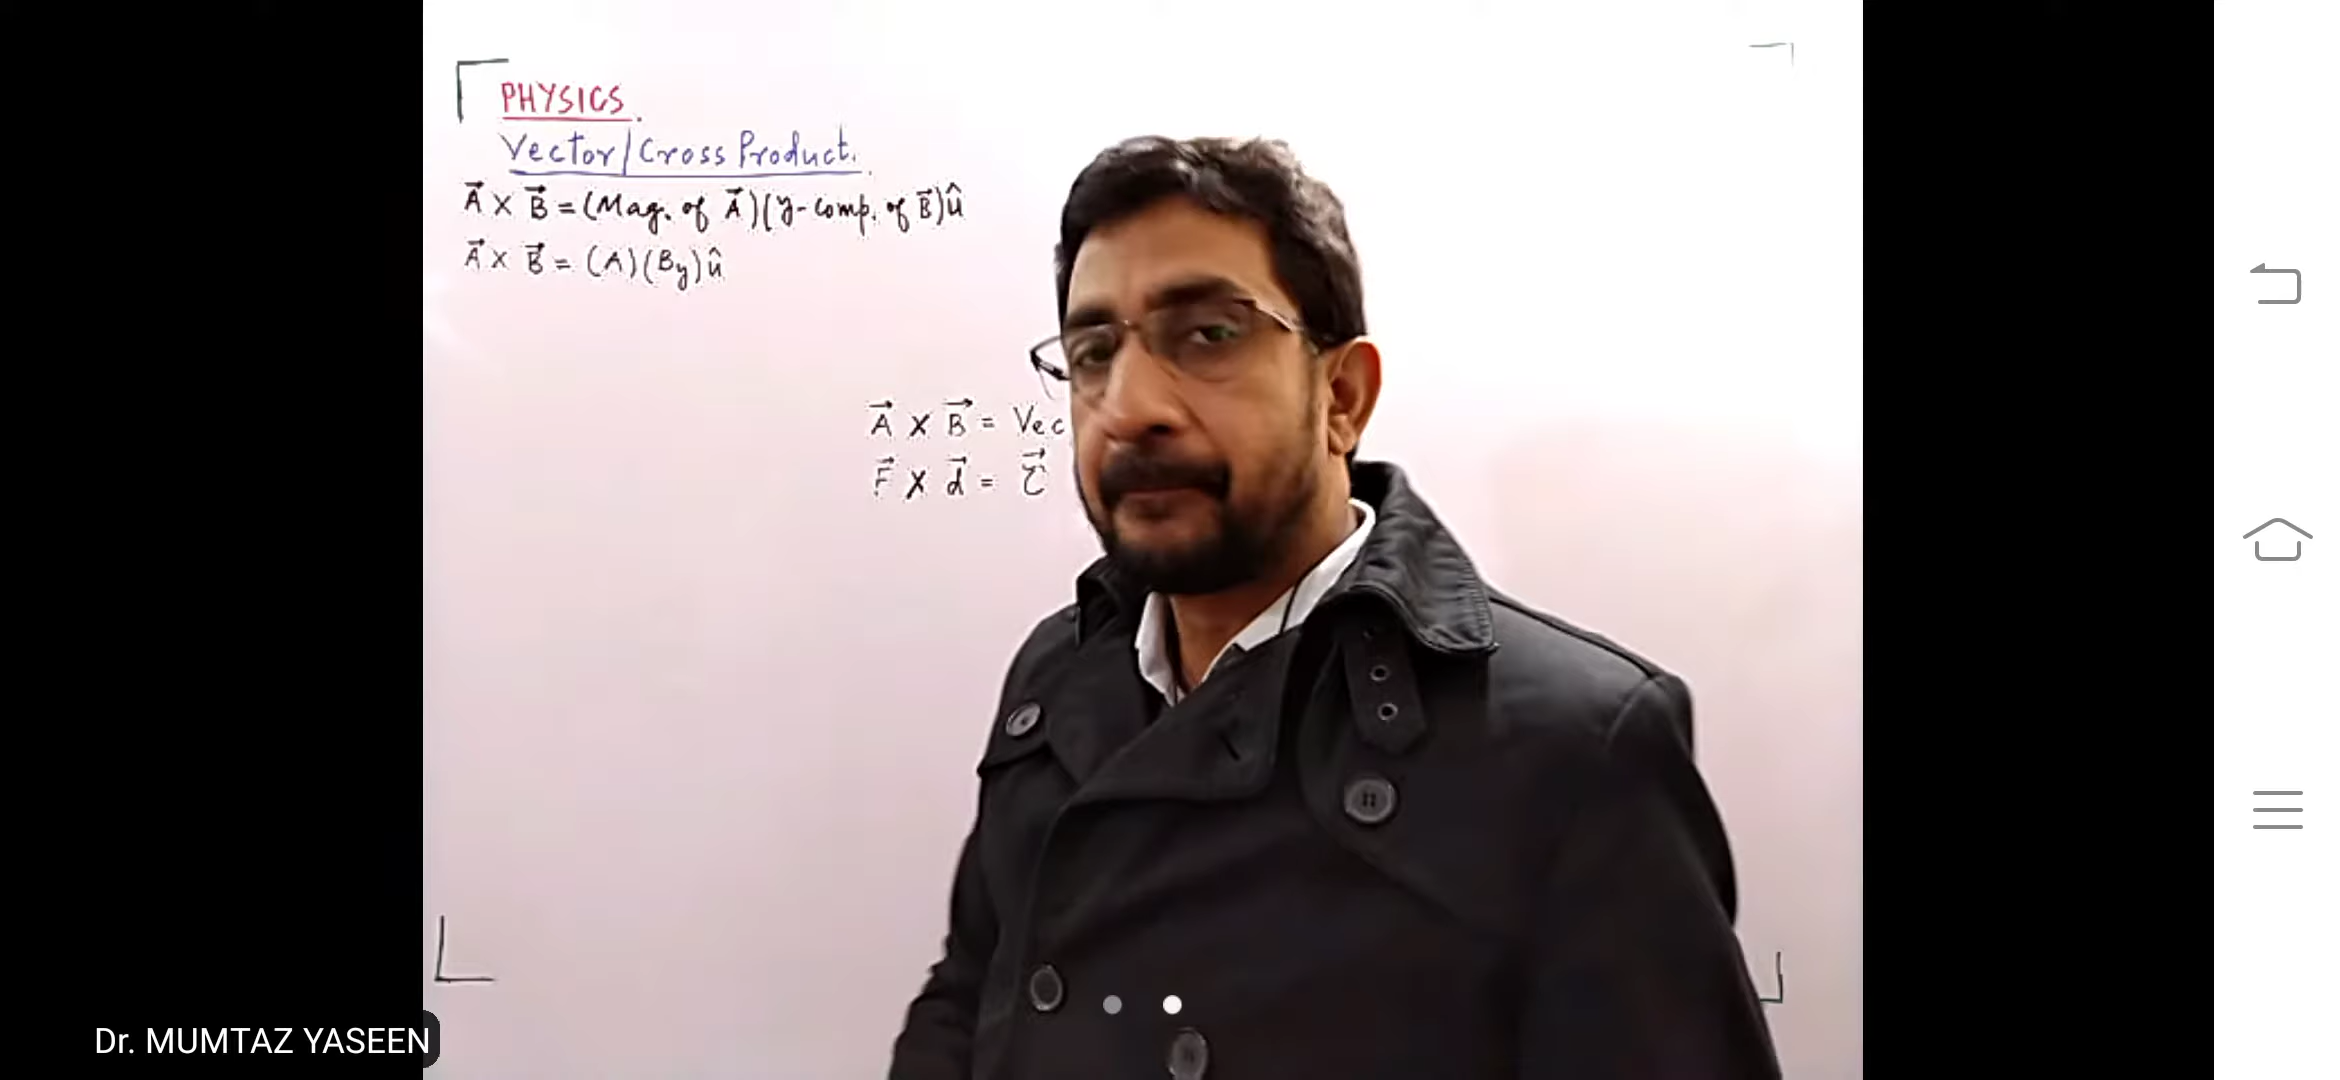 PHYSICS.
Vector/Cross Product.
A⃗ × B⃗ = (Mag. of A⃗)(y-comp. of B⃗)û
A⃗ × B⃗ = (A)(By)û
A⃗ × B⃗ = Vec
F⃗ × d⃗ = τ⃗
Dr. MUMTAZ YASEEN